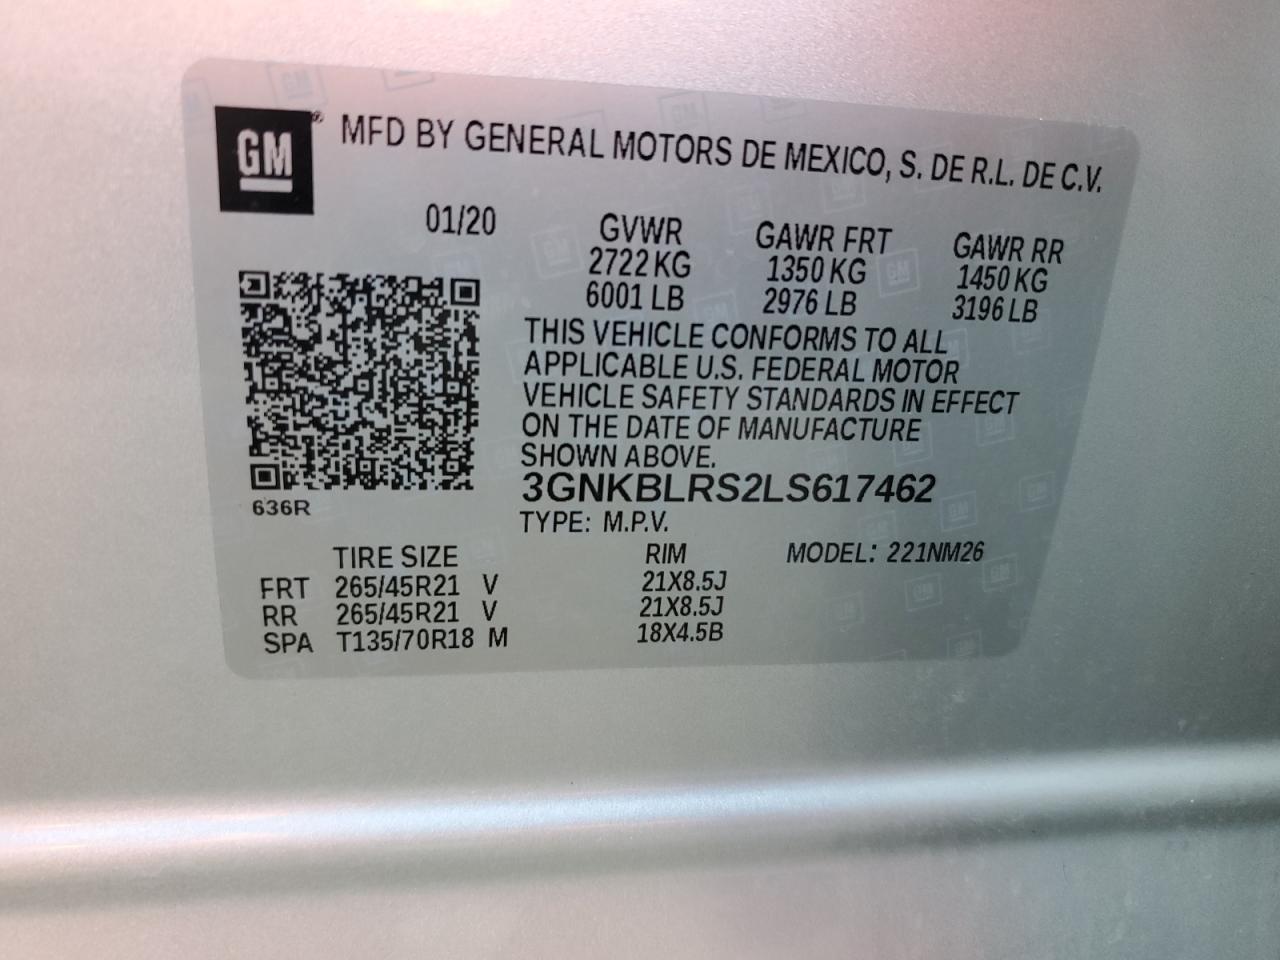 GM® MFD BY GENERAL MOTORS DE MEXICO, S. DE R.L. DE C.V.
01/20 GVWR GAWR FRT GAWR RR
2722 KG 1350 KG 1450 KG
6001 LB 2976 LB 3196 LB
THIS VEHICLE CONFORMS TO ALL
APPLICABLE U.S. FEDERAL MOTOR
VEHICLE SAFETY STANDARDS IN EFFECT
ON THE DATE OF MANUFACTURE
SHOWN ABOVE.
3GNKBLRS2LS617462
636R
TYPE: M.P.V.
TIRE SIZE RIM MODEL: 221NM26
FRT 265/45R21 V 21X8.5J
RR 265/45R21 V 21X8.5J
SPA T135/70R18 M 18X4.5B